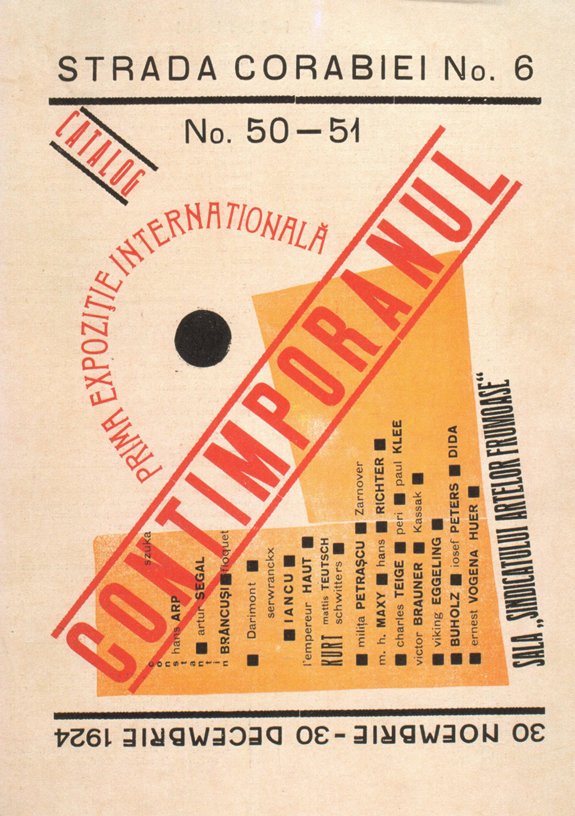 STRADA CORABIEI No. 6
No. 50—51
CATALOG
PRIMA EXPOZIȚIE INTERNATIONALĂ
CONTIMPORANUL
szuka
constantin
hans ARP
artur SEGAL
BRÂNCUȘI floquet
Darimont
serwranckx
IANCU
l'empereur HAUT
KURT mattis TEUTSCH
schwitters
milița PETRAȘCU Zarnover
m. h. MAXY hans RICHTER
charles TEIGE peri paul KLEE
victor BRAUNER Kassak
viking EGGELING
BUHOLZ iosef PETERS DIDA
ernest VOGENA HUER
SALA „SINDICATULUI ARTELOR FRUMOASE“
30 NOEMBRIE - 30 DECEMBRIE 1924